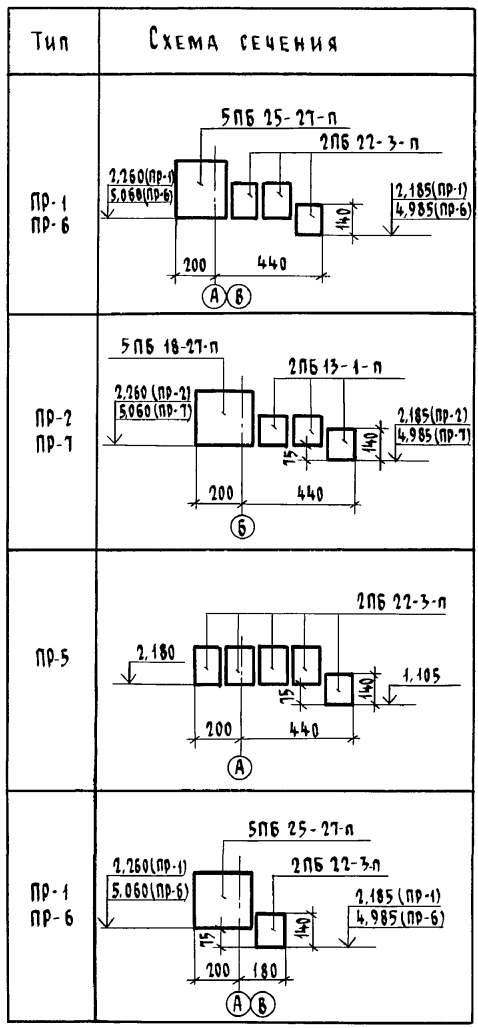 Тип
Схема сечения
ПР-1
ПР-6
5ПБ 25-27-п
2ПБ 22-3-п
2,260(ПР-1)
5,060(ПР-6)
2,185(ПР-1)
4,985(ПР-6)
140
200
440
А В
ПР-2
ПР-7
5ПБ 18-27-п
2ПБ 13-1-п
2,260 (ПР-2)
5,060 (ПР-7)
2,185(ПР-2)
4,985(ПР-7)
75
140
200
440
Б
ПР-5
2ПБ 22-3-п
2,180
1,105
75
140
200
440
А
ПР-1
ПР-6
5ПБ 25-27-п
2ПБ 22-3-п
2,260(ПР-1)
5,060(ПР-6)
2,185 (ПР-1)
4,985 (ПР-6)
75
140
200
180
А В